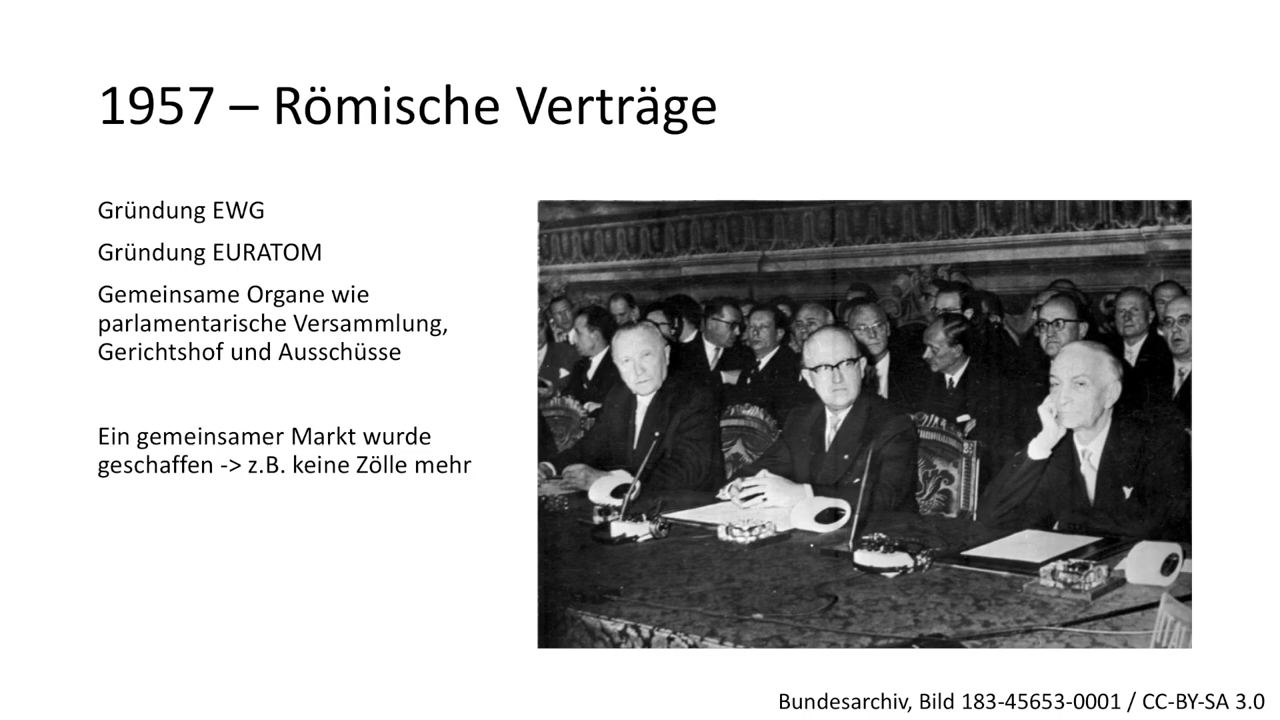 1957 – Römische Verträge
Gründung EWG
Gründung EURATOM
Gemeinsame Organe wie
parlamentarische Versammlung,
Gerichtshof und Ausschüsse
Ein gemeinsamer Markt wurde
geschaffen -> z.B. keine Zölle mehr
Bundesarchiv, Bild 183-45653-0001 / CC-BY-SA 3.0